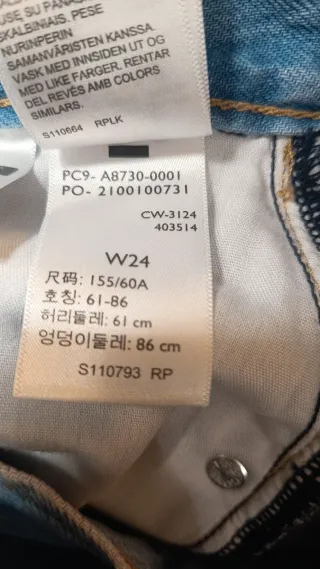 USE SU PANAŠ
SKALBINIAIS. PESE
NURINPERIN
SAMANVÄRISTEN KANSSA.
VASK MED INNSIDEN UT OG
MED LIKE FARGER. RENTAR
DEL REVÉS AMB COLORS
SIMILARS.
S110664 RPLK
PC9- A8730-0001
PO- 2100100731
CW-3124
403514
W24
尺码: 155/60A
호칭: 61-86
허리둘레: 61 cm
엉덩이둘레: 86 cm
S110793 RP